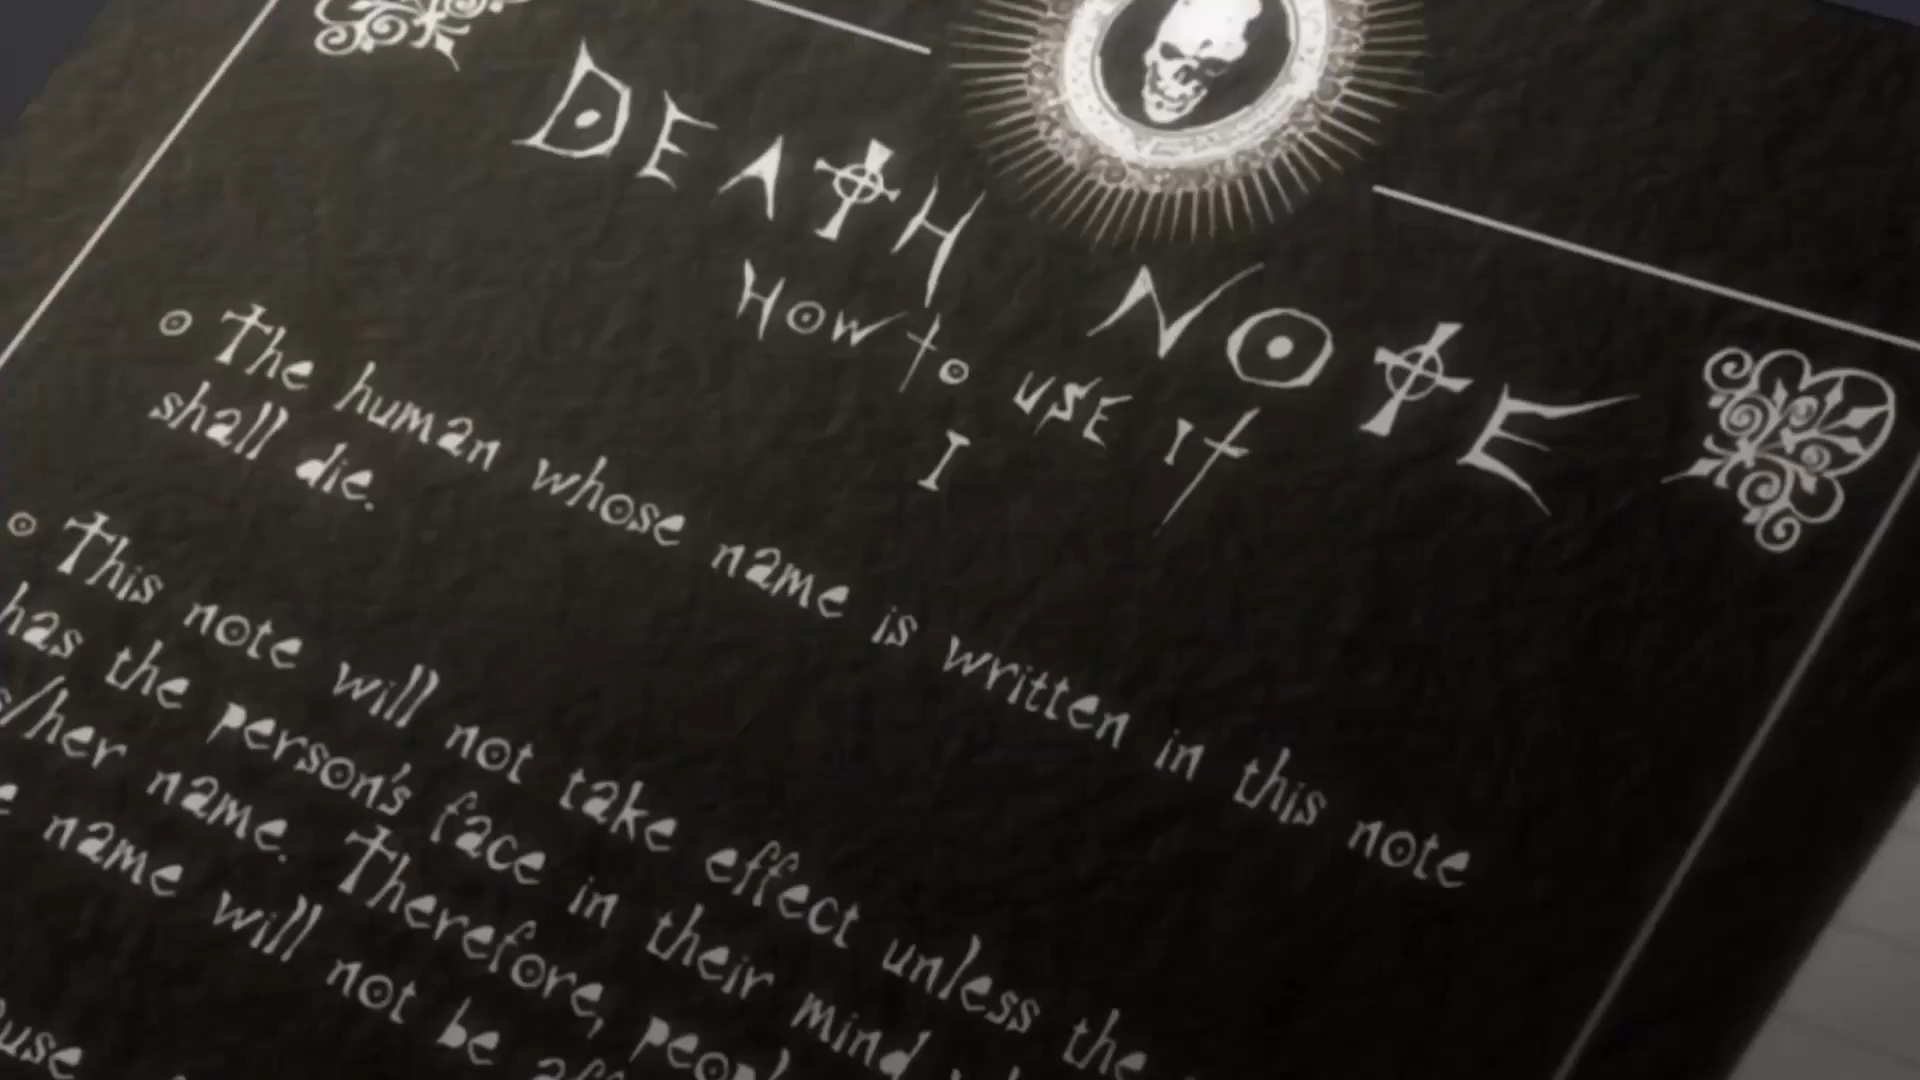 DEATH NOTE
How to use it
I
The human whose name is written in this note
shall die.
This note will not take effect unless the
has the person's face in their mind
her name. Therefore,
name will not be
use